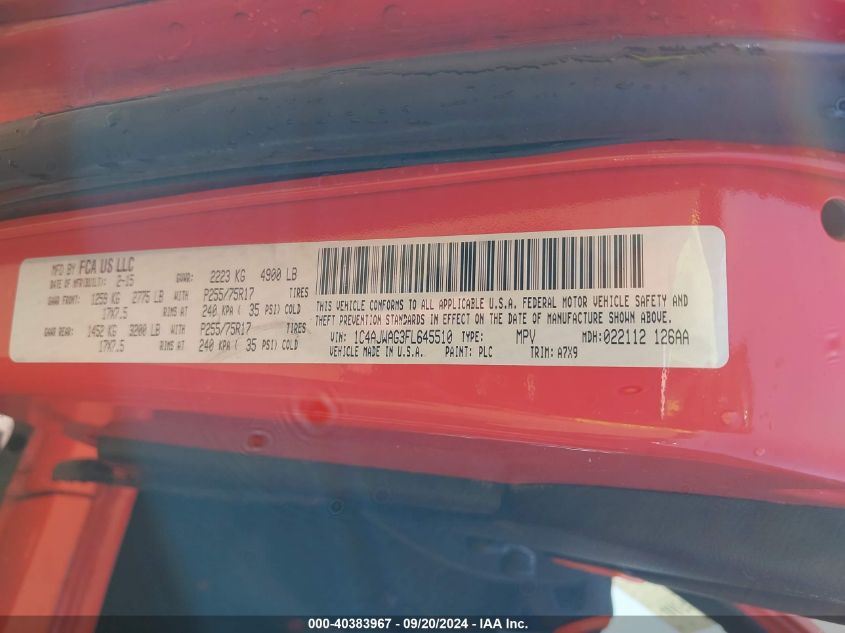 MFD BY FCA US LLC
DATE OF MFR(BUILT): 2-15 GVWR: 2223 KG 4900 LB
GAWR FRONT: 1259 KG 2775 LB WITH P255/75R17 TIRES
17X7.5 RIMS AT 240 KPA ( 35 PSI) COLD
GAWR REAR: 1452 KG 3200 LB WITH P255/75R17 TIRES
17X7.5 RIMS AT 240 KPA ( 35 PSI) COLD
THIS VEHICLE CONFORMS TO ALL APPLICABLE U.S.A. FEDERAL MOTOR VEHICLE SAFETY AND
THEFT PREVENTION STANDARDS IN EFFECT ON THE DATE OF MANUFACTURE SHOWN ABOVE.
VIN: 1C4AJWAG3FL645510 TYPE: MPV MDH:022112 126AA
VEHICLE MADE IN U.S.A. PAINT: PLC TRIM: A7X9
000-40383967 - 09/20/2024 - IAA Inc.